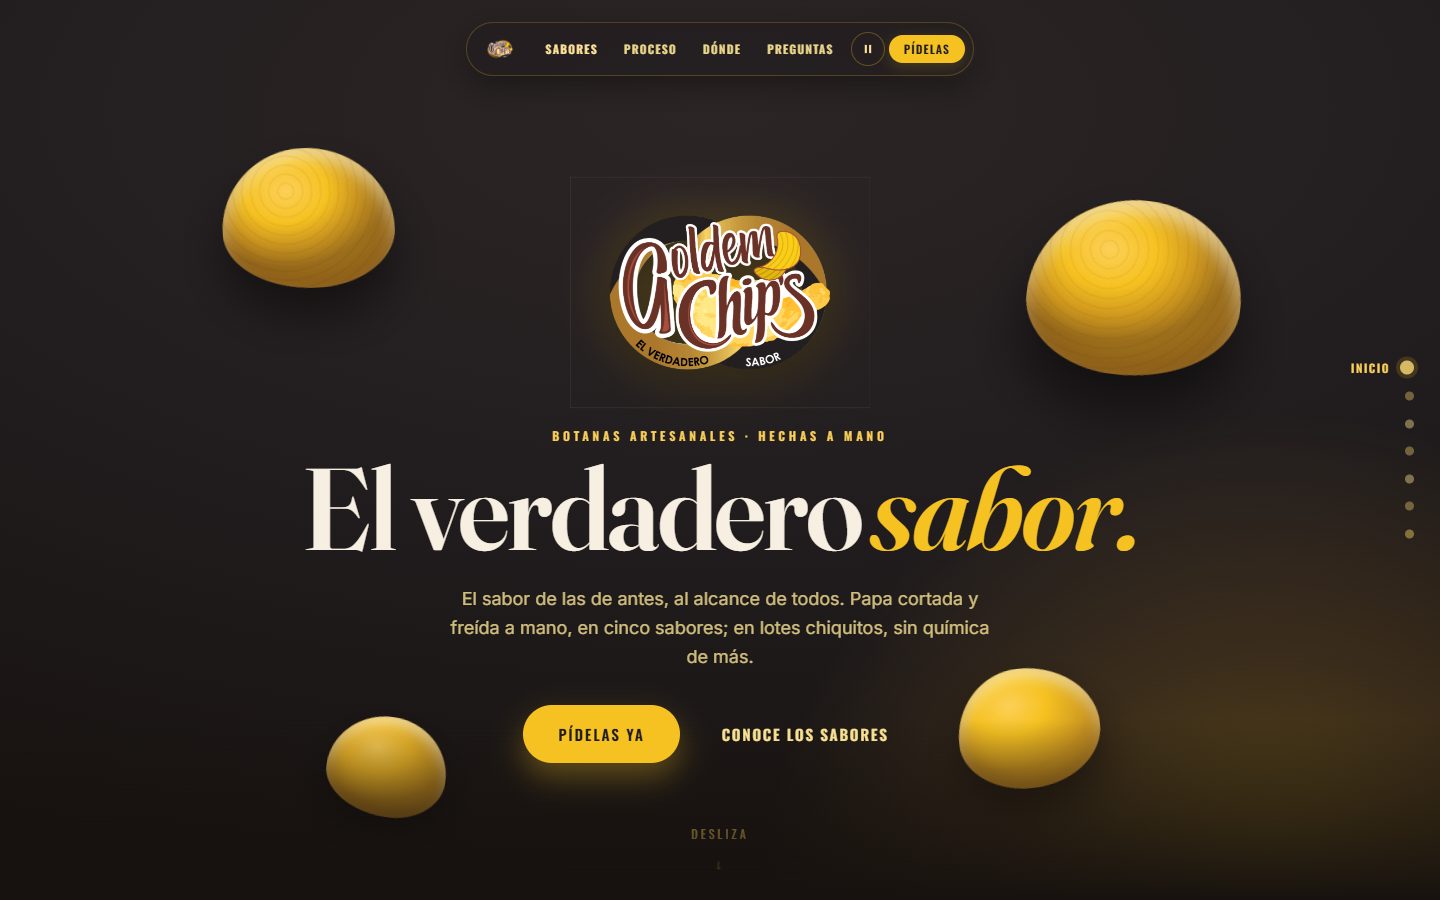 SABORES PROCESO DÓNDE PREGUNTAS PÍDELAS
Goldem
Chips
EL VERDADERO SABOR
INICIO
BOTANAS ARTESANALES · HECHAS A MANO
El verdadero sabor.
El sabor de las de antes, al alcance de todos. Papa cortada y
freída a mano, en cinco sabores; en lotes chiquitos, sin química
de más.
PÍDELAS YA CONOCE LOS SABORES
DESLIZA